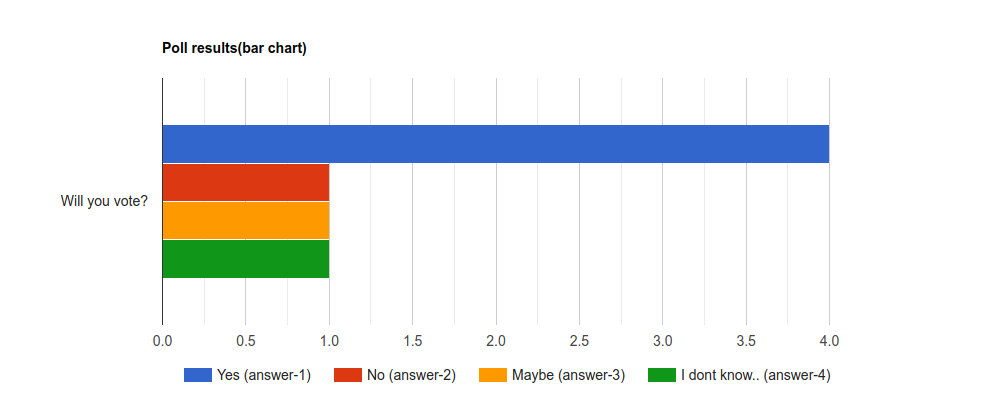 Poll results(bar chart)
Will you vote?
0.0 0.5 1.0 1.5 2.0 2.5 3.0 3.5 4.0
Yes (answer-1) No (answer-2) Maybe (answer-3) I dont know.. (answer-4)